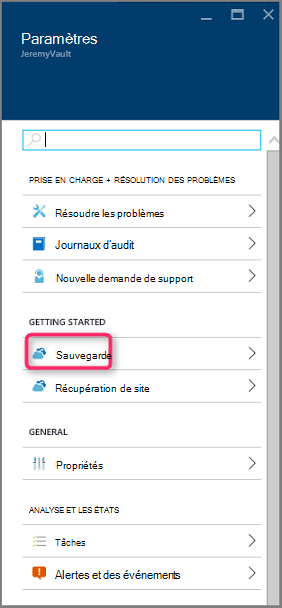 Paramètres
JeremyVault
PRISE EN CHARGE + RÉSOLUTION DES PROBLÈMES
Résoudre les problèmes
Journaux d'audit
Nouvelle demande de support
GETTING STARTED
Sauvegarde
Récupération de site
GENERAL
Propriétés
ANALYSE ET LES ÉTATS
Tâches
Alertes et des événements